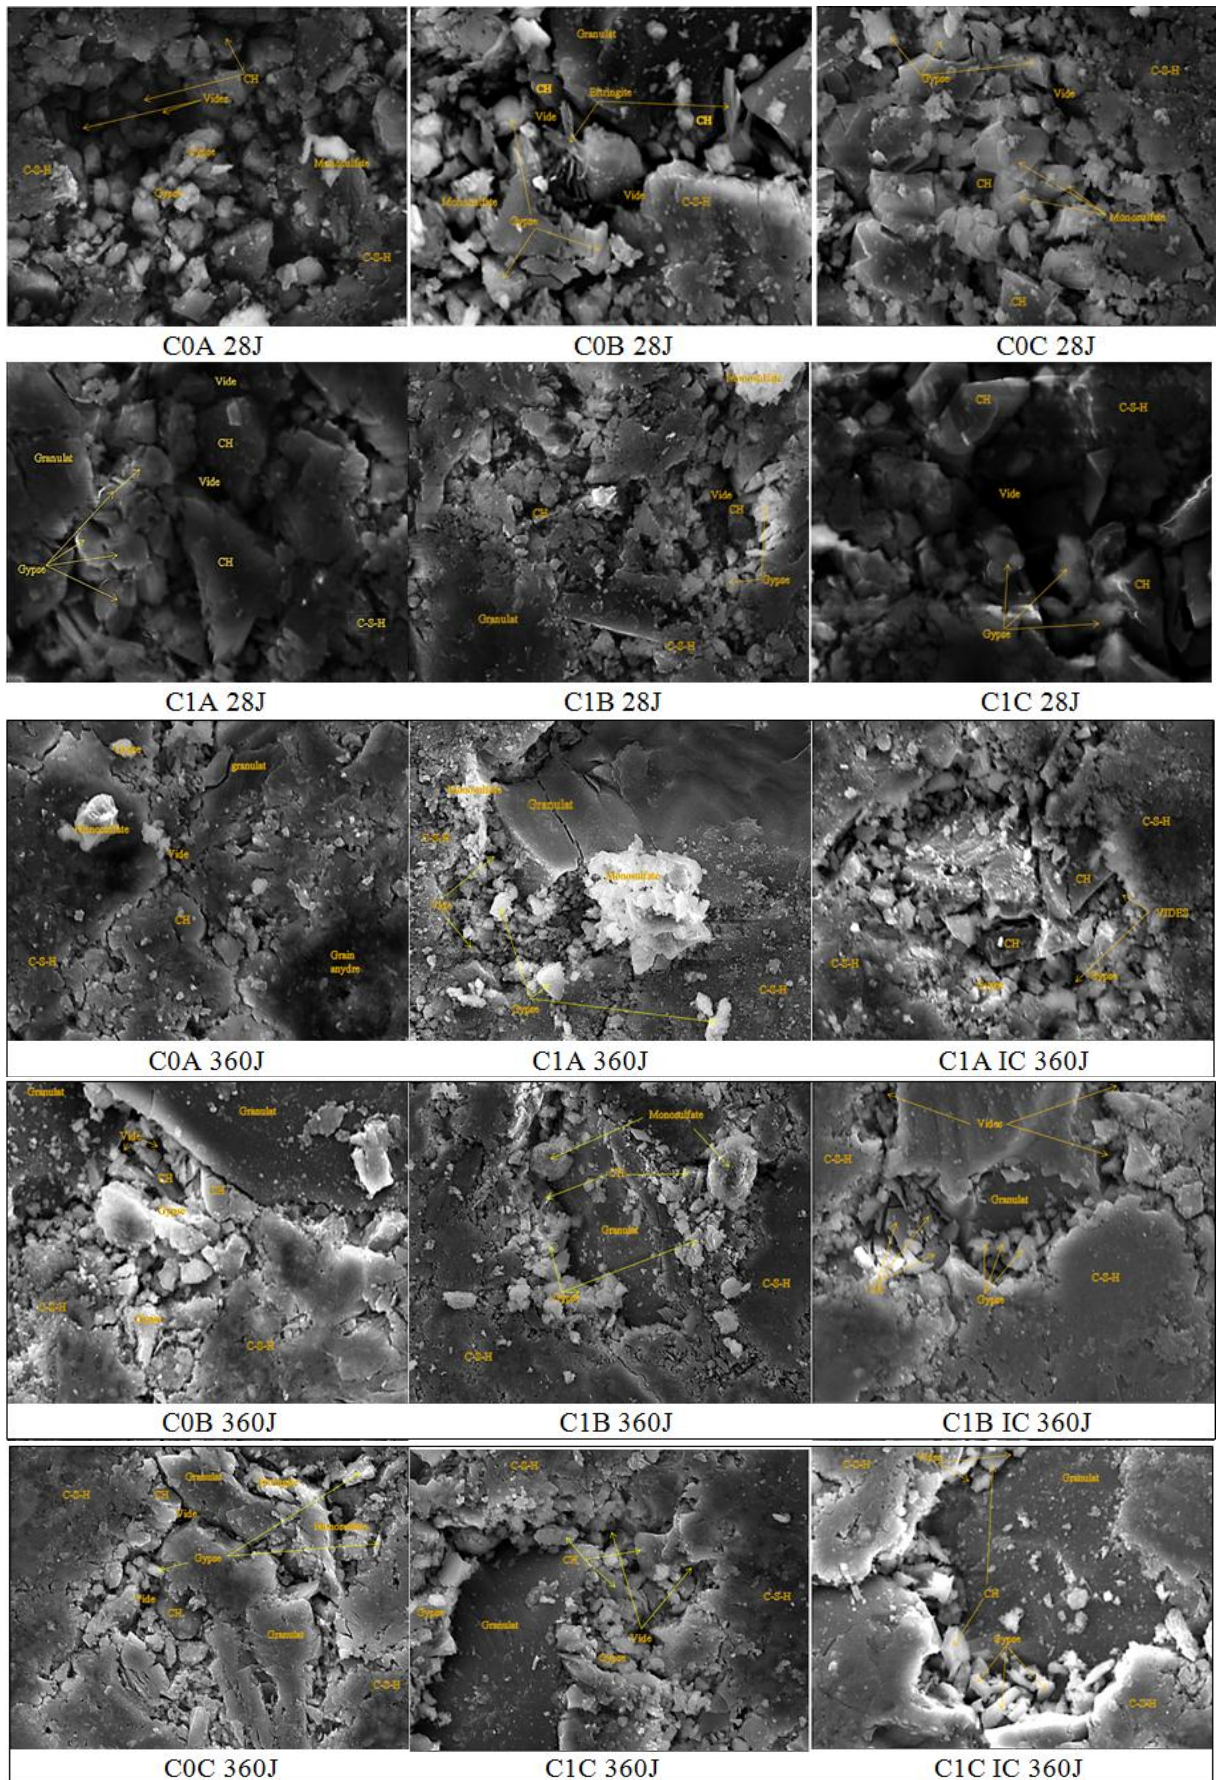 CH
Vides
Gypse
C-S-H
Monosulfate
Gypse
C-S-H
C0A 28J
Granulat
CH
Ettringite
Vide
CH
Monosulfate
Vide
C-S-H
Gypse
C0B 28J
Gypse
C-S-H
Vide
CH
Monosulfate
CH
C0C 28J
Vide
CH
Granulat
Vide
Gypse
CH
C-S-H
C1A 28J
Monosulfate
Vide
CH
CH
Gypse
Granulat
C-S-H
C1B 28J
CH
C-S-H
Vide
CH
Gypse
C1C 28J
granulat
Monosulfate
Vide
CH
C-S-H
Grain
anydre
C0A 360J
Monosulfate
Granulat
C-S-H
Monosulfate
Vide
Gypse
C-S-H
C1A 360J
C-S-H
CH
VIDES
CH
C-S-H
Gypse
C1A IC 360J
Granulat
Granulat
Vide
CH
CH
Gypse
C-S-H
Gypse
C-S-H
C0B 360J
Monosulfate
CH
Granulat
C-S-H
Gypse
C-S-H
C1B 360J
Vides
C-S-H
Granulat
C-S-H
Gypse
C1B IC 360J
Granulat
C-S-H
CH
Vide
Gypse
Vide
CH
Granulat
C-S-H
C0C 360J
C-S-H
CH
C-S-H
Gypse
Granulat
Vide
Gypse
C1C 360J
C-S-H
Granulat
CH
Gypse
C-S-H
C1C IC 360J